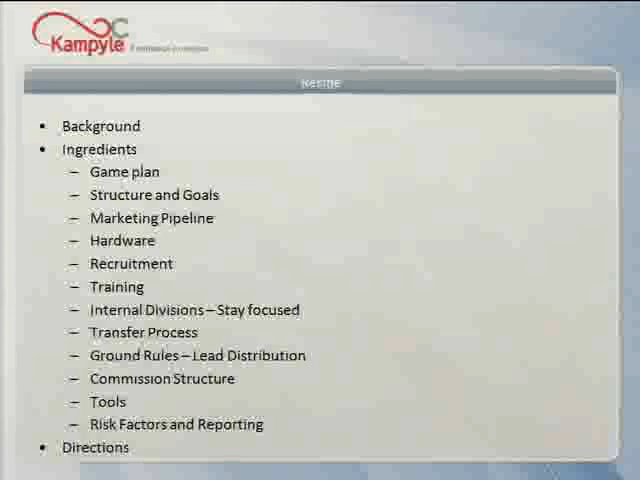 Kampyle
• Background
• Ingredients
– Game plan
– Structure and Goals
– Marketing Pipeline
– Hardware
– Recruitment
– Training
– Internal Divisions – Stay focused
– Transfer Process
– Ground Rules – Lead Distribution
– Commission Structure
– Tools
– Risk Factors and Reporting
• Directions